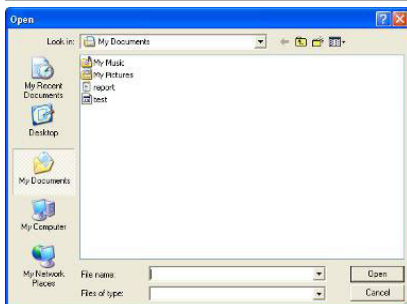 Open
Look in: My Documents
My Recent
Documents
Desktop
My Documents
My Computer
My Network
Places
My Music
My Pictures
report
test
File name: Open
Files of type: Cancel